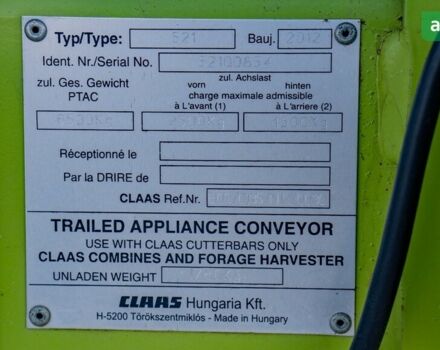 Typ/Type: 521 Bauj. 2012
Ident. Nr./Serial No.
zul. Achslast
zul. Ges. Gewicht vorn hinten
PTAC charge maximale admissible
à L'avant (1) à L'arriere (2)
Réceptionné le
Par la DRIRE de
CLAAS Ref.Nr.
TRAILED APPLIANCE CONVEYOR
USE WITH CLAAS CUTTERBARS ONLY
CLAAS COMBINES AND FORAGE HARVESTER
UNLADEN WEIGHT
CLAAS Hungaria Kft.
H-5200 Törökszentmiklós - Made in Hungary